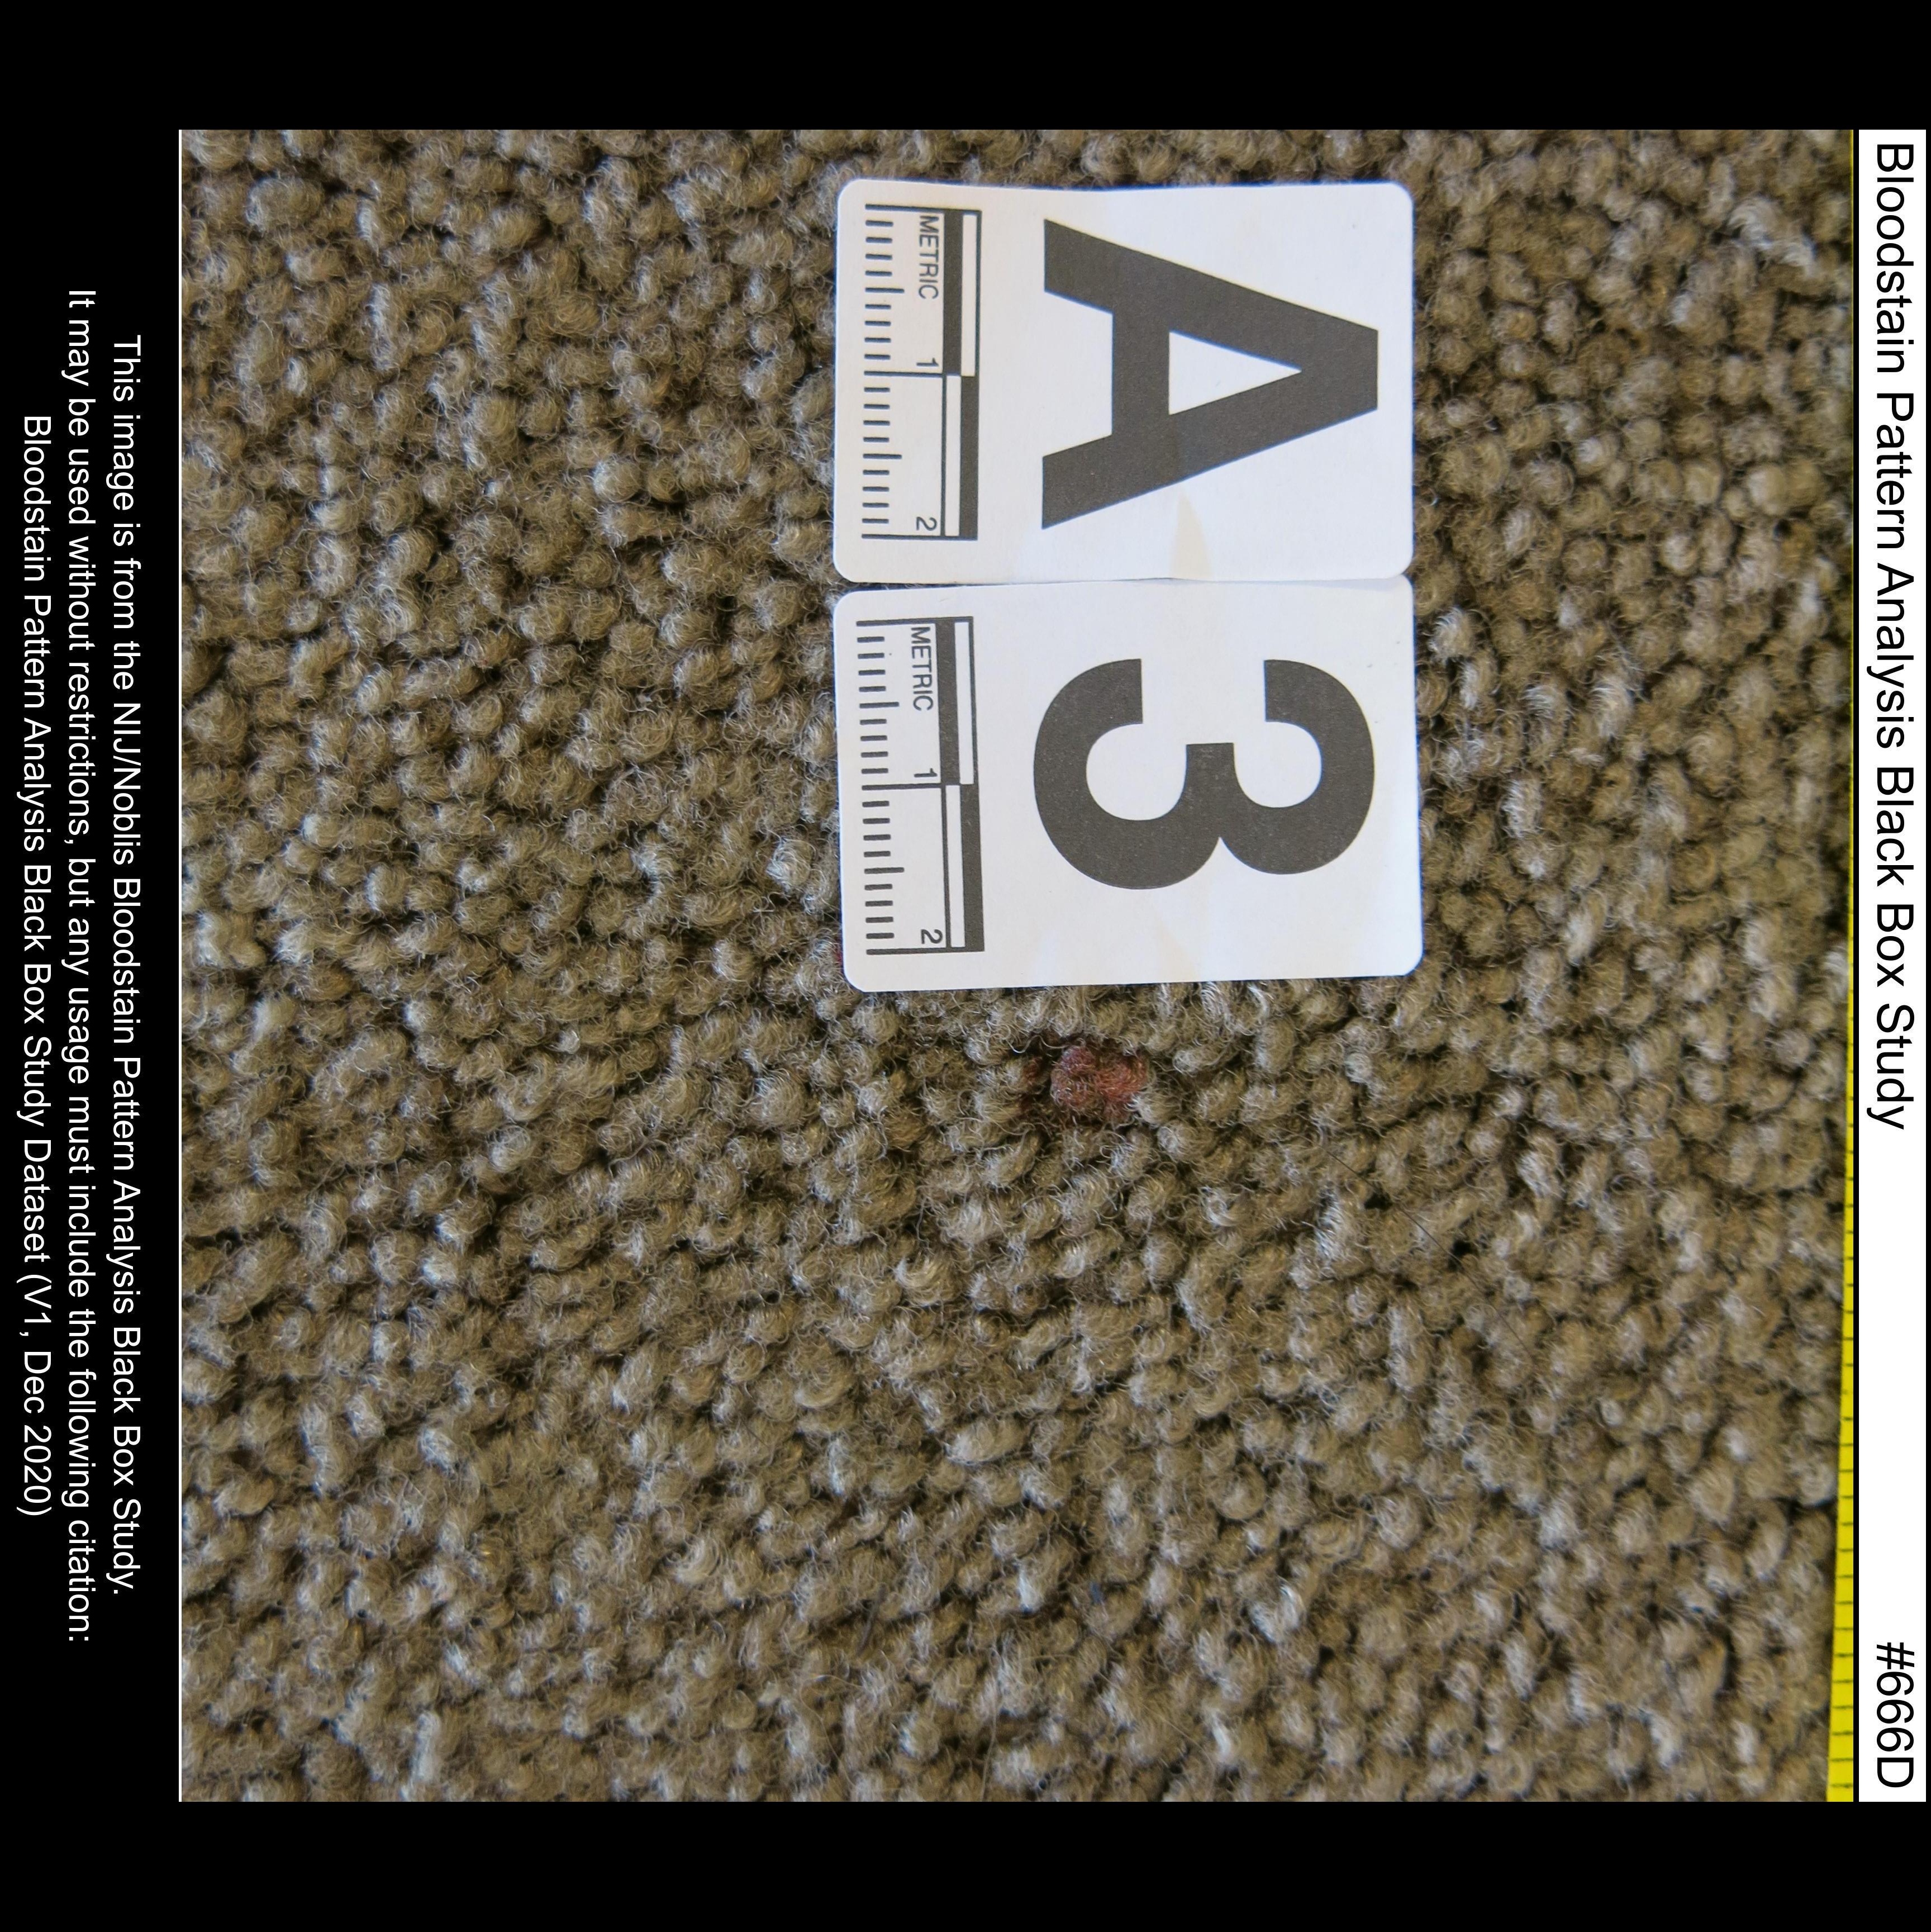 Bloodstain Pattern Analysis Black Box Study #666D
A
METRIC 1 2
3
METRIC 1 2
This image is from the NIJ/Noblis Bloodstain Pattern Analysis Black Box Study.
It may be used without restrictions, but any usage must include the following citation:
Bloodstain Pattern Analysis Black Box Study Dataset (V1, Dec 2020)